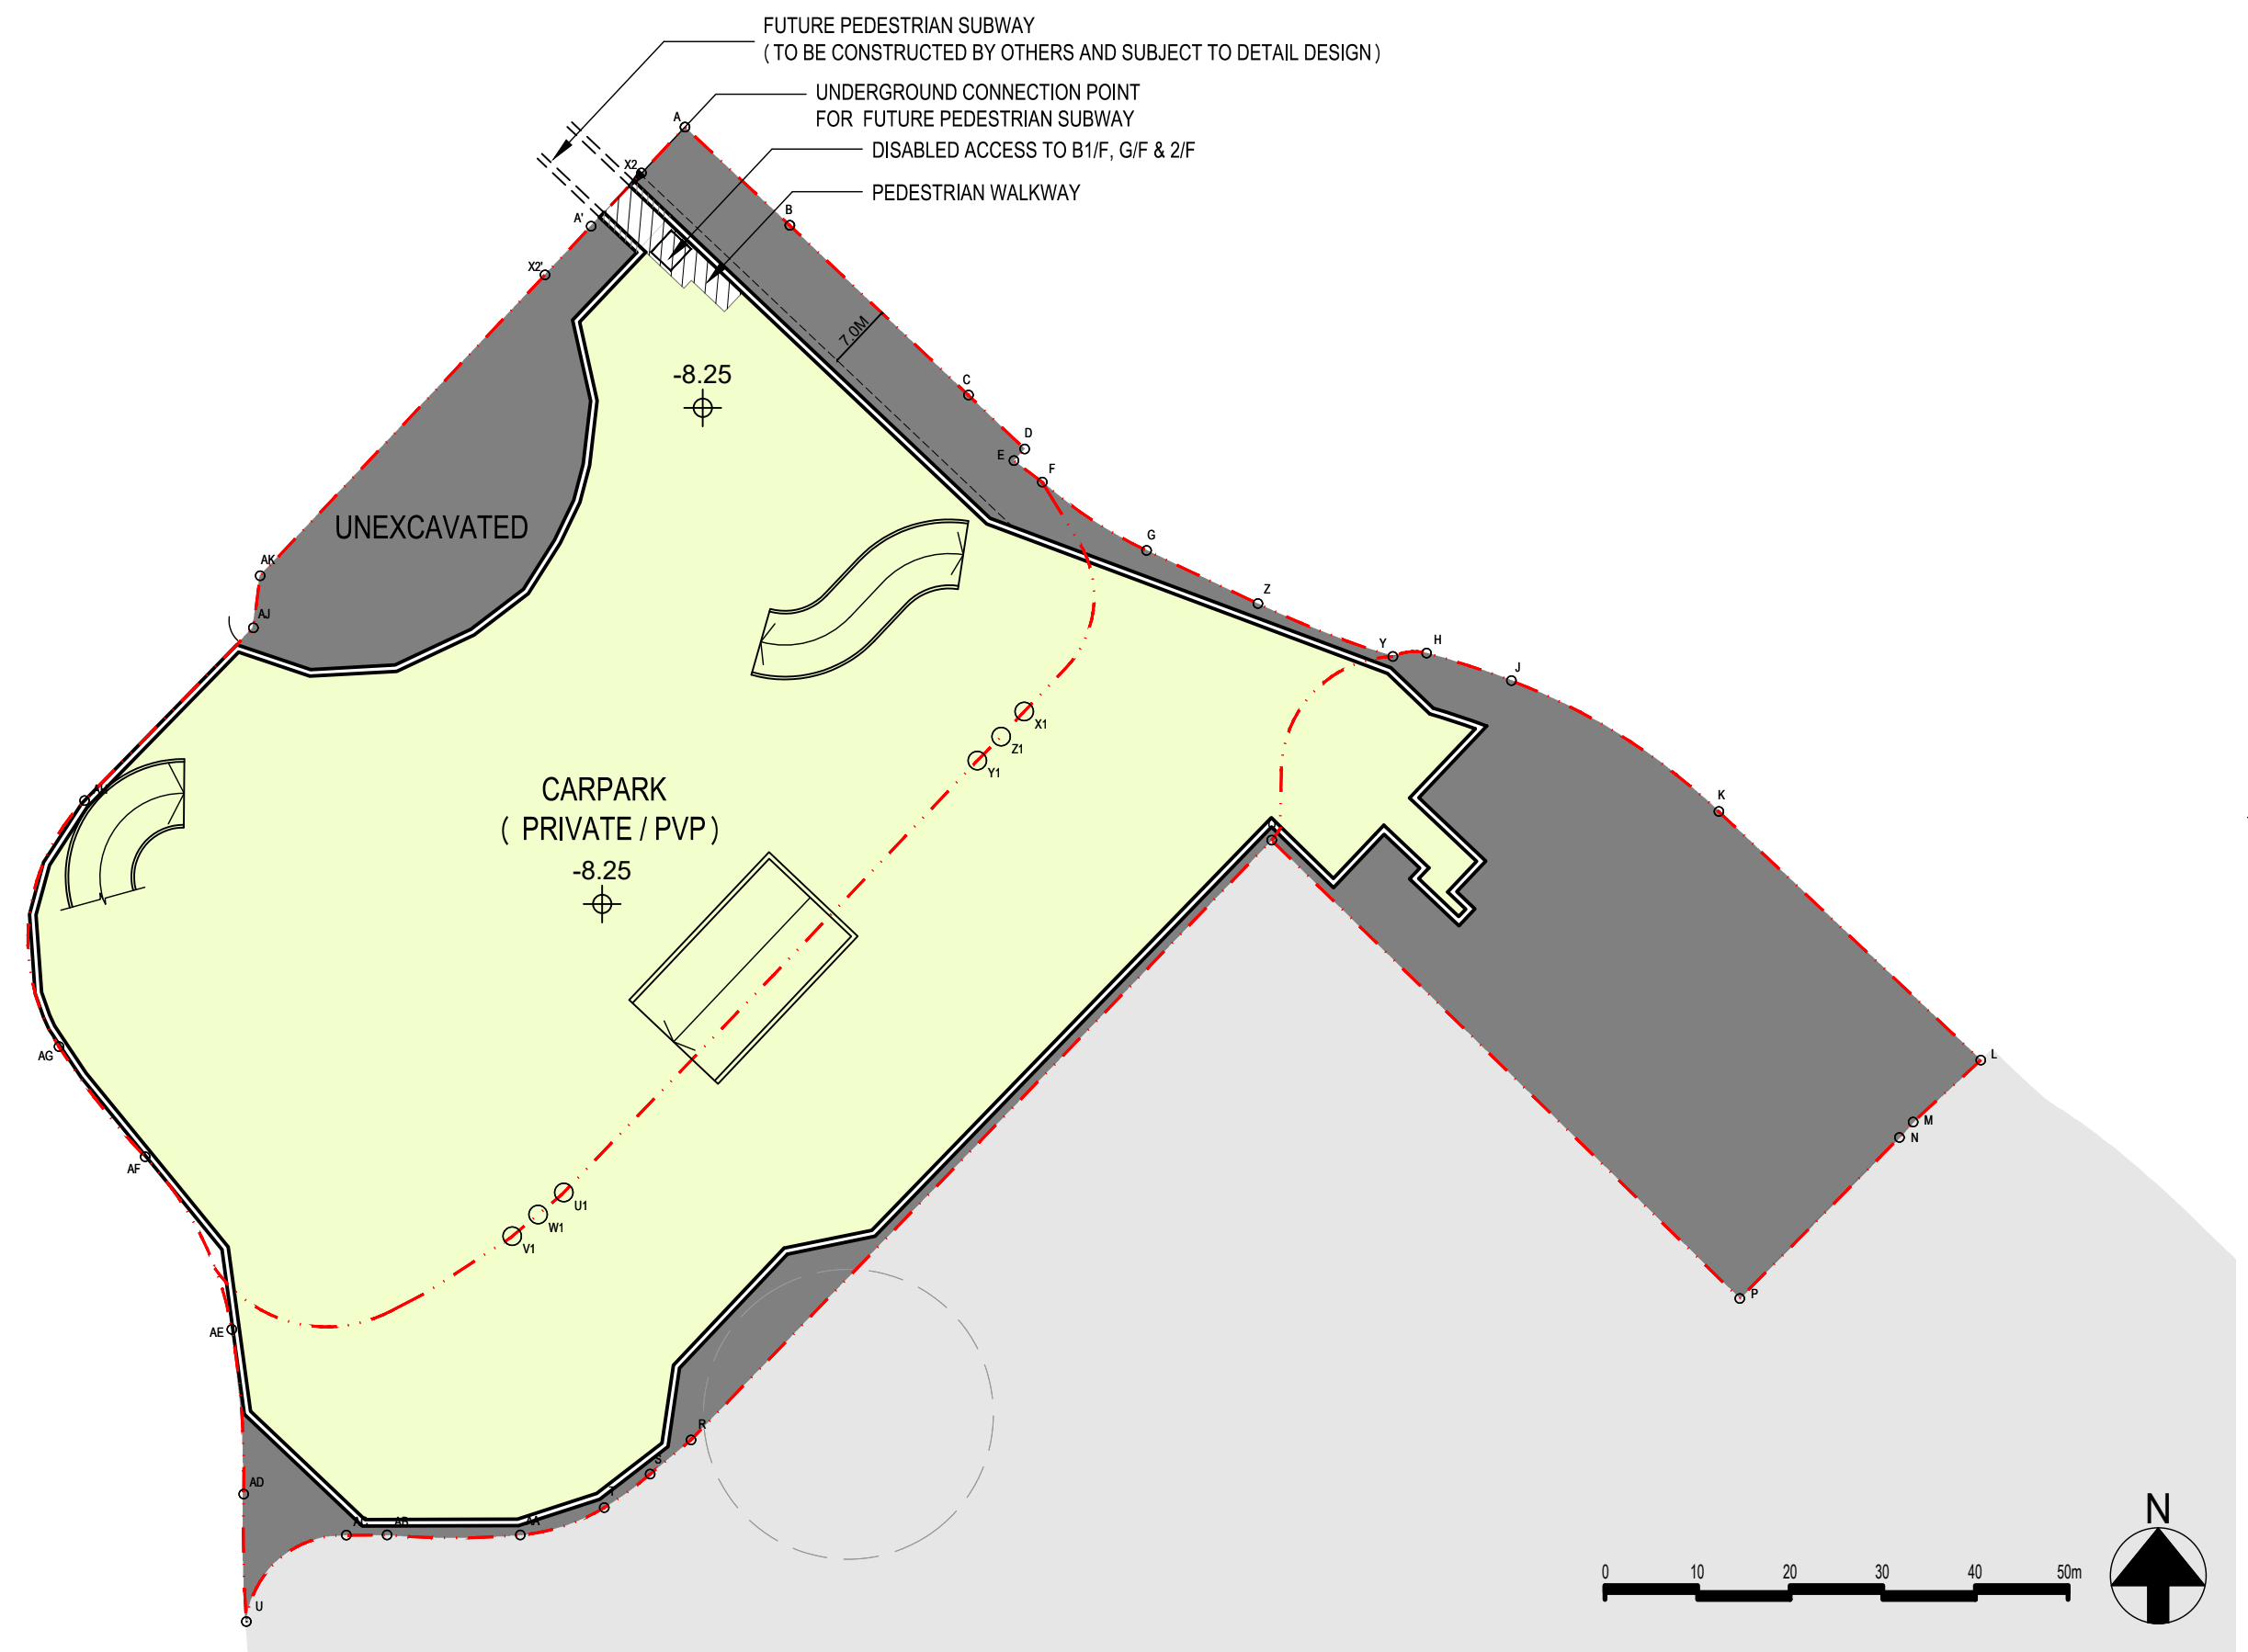 FUTURE PEDESTRIAN SUBWAY
( TO BE CONSTRUCTED BY OTHERS AND SUBJECT TO DETAIL DESIGN )
UNDERGROUND CONNECTION POINT
FOR FUTURE PEDESTRIAN SUBWAY
DISABLED ACCESS TO B1/F, G/F & 2/F
PEDESTRIAN WALKWAY
A
X2
A'
B
X2'
7.0M
-8.25
C
D
E
F
UNEXCAVATED
G
AK
Z
AJ
Y
H
J
X1
Z1
Y1
CARPARK
( PRIVATE / PVP )
AH
K
-8.25
AG
L
M
N
AF
U1
W1
V1
P
AE
R
S
AD
T
AC
AB
AA
U
N
0 10 20 30 40 50m